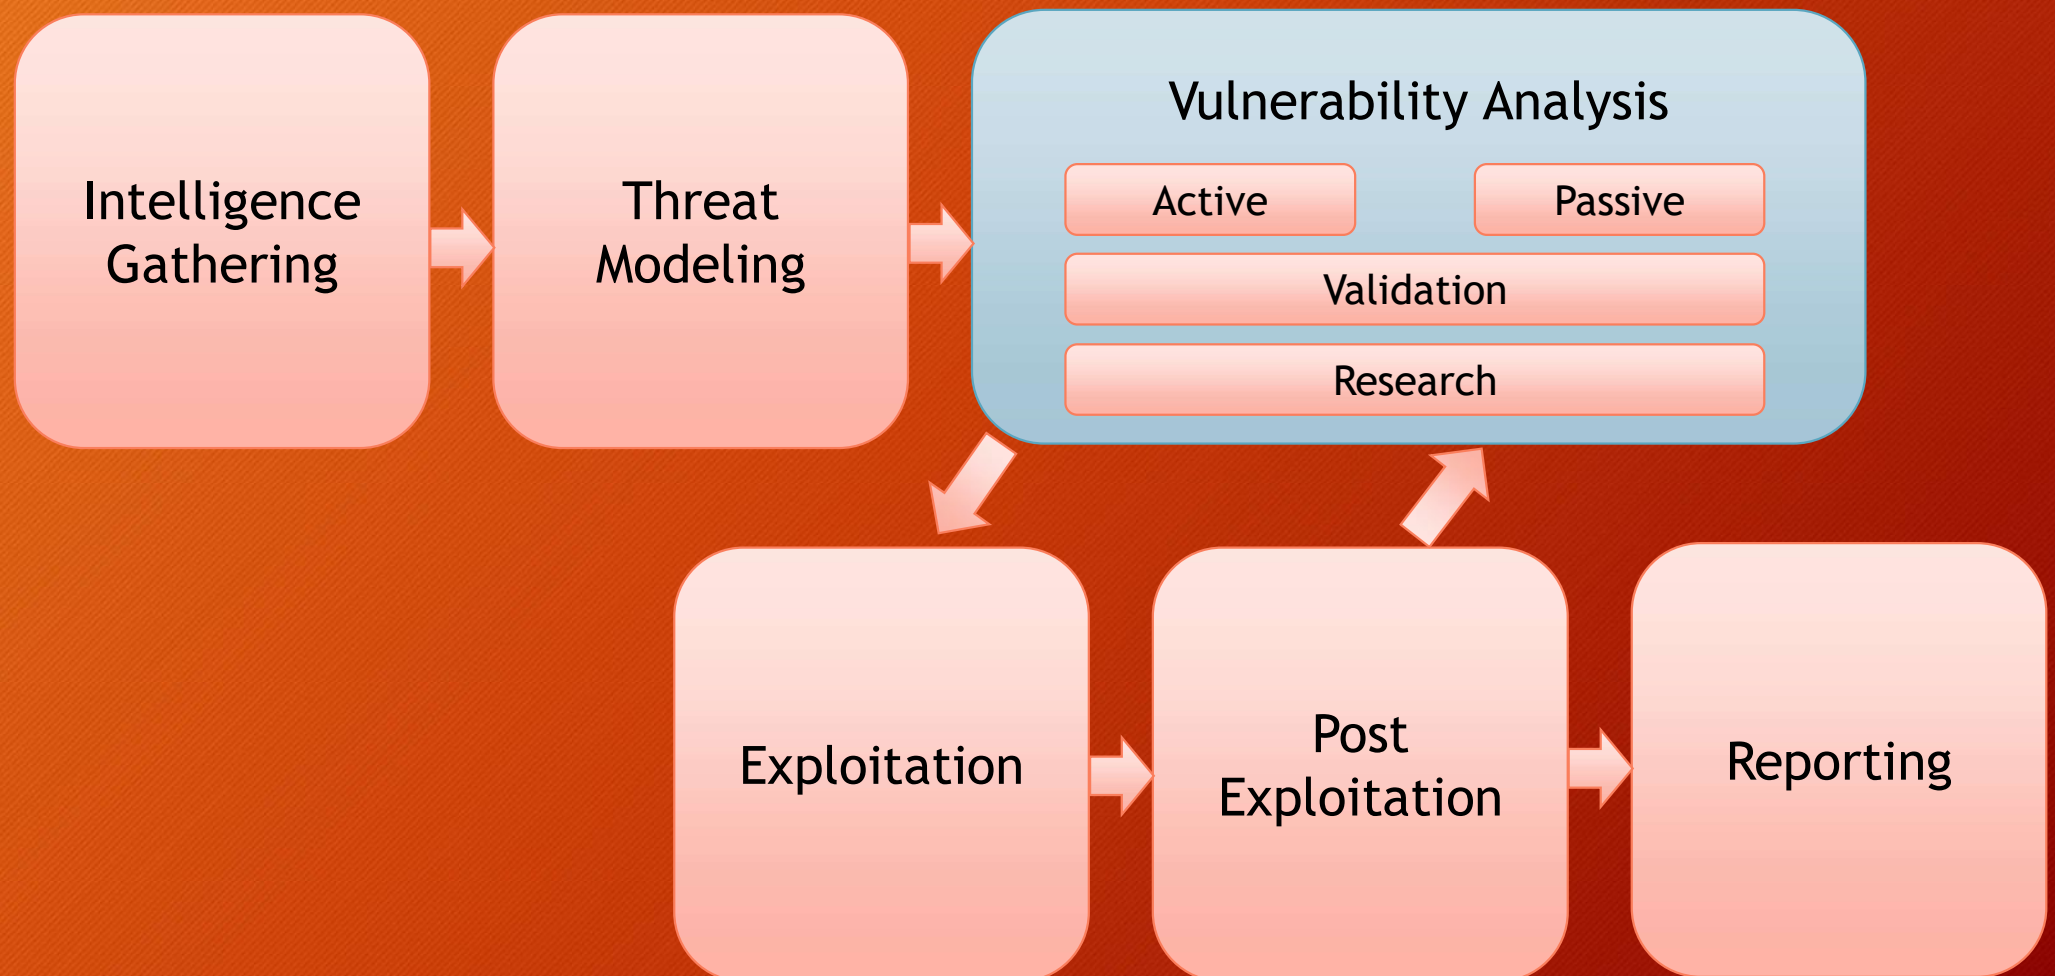 Intelligence
Gathering
Threat
Modeling
Vulnerability Analysis
Active
Passive
Validation
Research
Exploitation
Post
Exploitation
Reporting